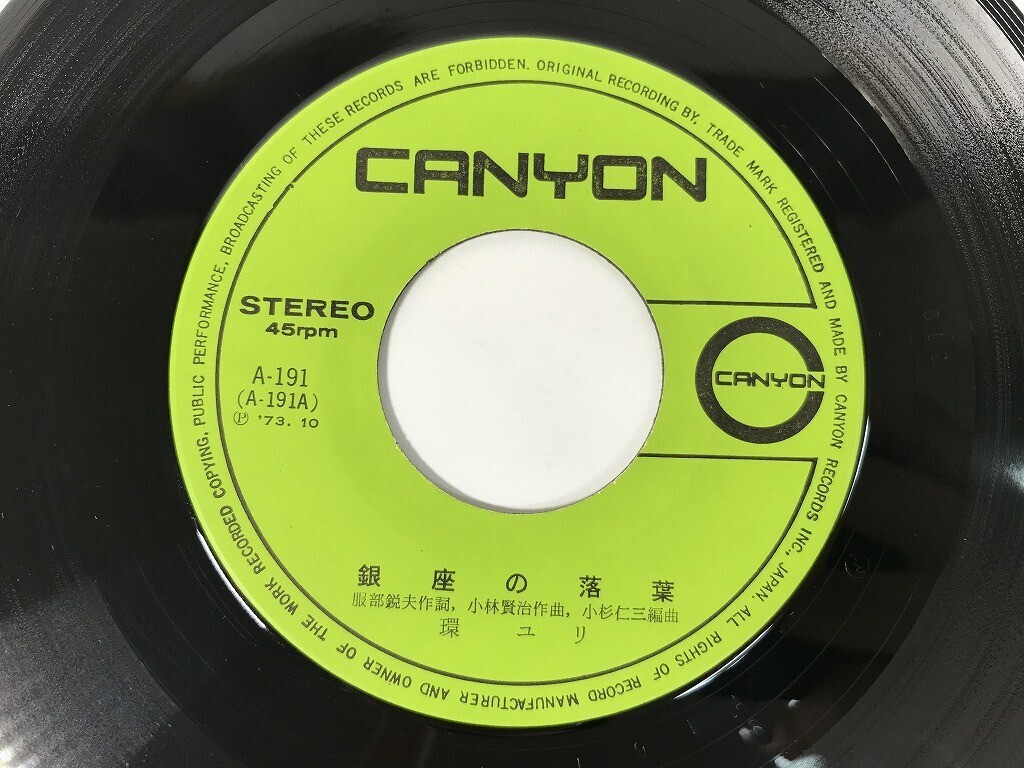 CANYON
STEREO
45rpm
A-191
(A-191A)
Ⓟ '73. 10
CANYON
銀座の落葉
服部鋭夫作詞, 小林賢治作曲, 小杉仁三編曲
環ユリ
ORIGINAL RECORDING BY, TRADE MARK REGISTERED AND MADE BY CANYON RECORDS INC., JAPAN. ALL RIGHTS OF RECORD MANUFACTURER AND OWNER OF THE WORK RECORDED COPYING, PUBLIC PERFORMANCE, BROADCASTING OF THESE RECORDS ARE FORBIDDEN.